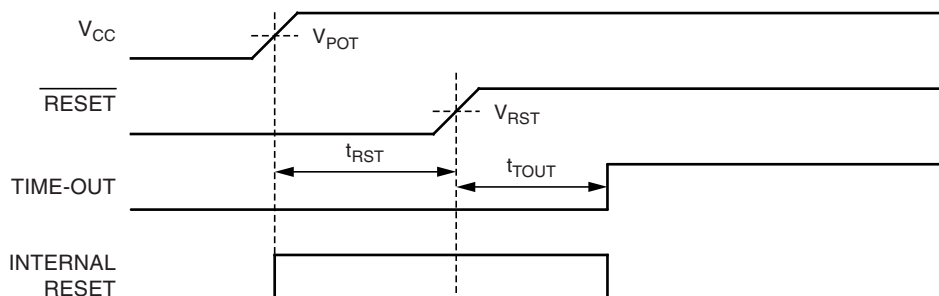 VCC
VPOT
RESET
VRST
tRST
tTOUT
TIME-OUT
INTERNAL
RESET